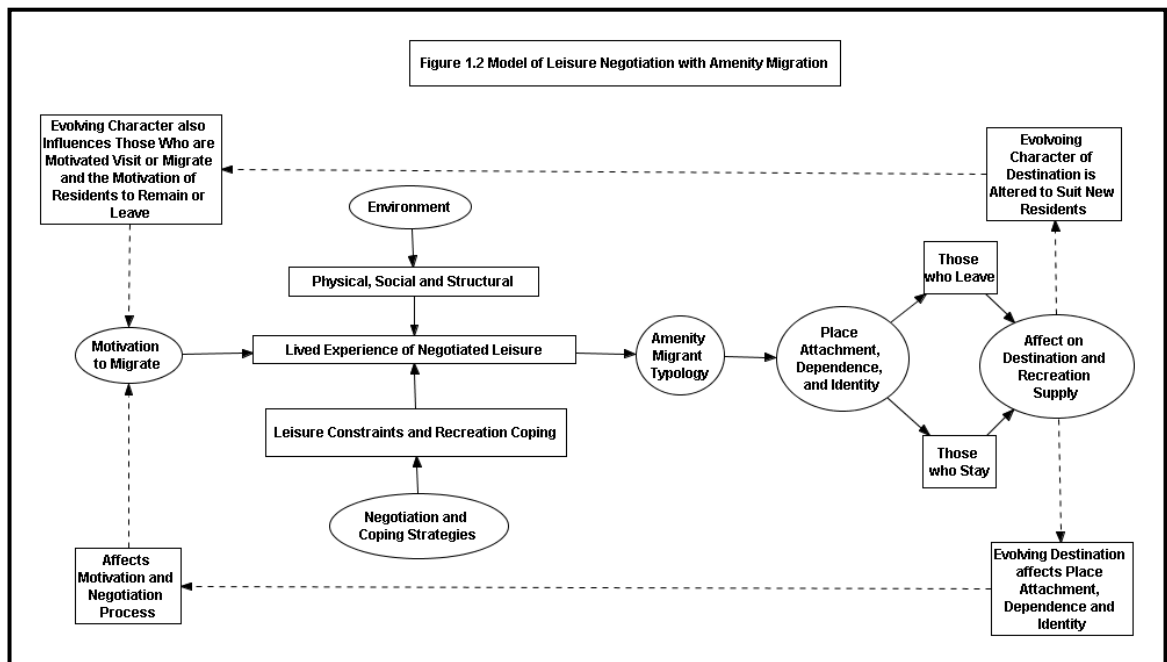 Figure 1.2 Model of Leisure Negotiation with Amenity Migration
Evolving Character also
Influences Those Who are
Motivated Visit or Migrate
and the Motivation of
Residents to Remain or
Leave
Evolvoing
Character of
Destination is
Altered to Suit New
Residents
Environment
Physical, Social and Structural
Those
who Leave
Motivation
to Migrate
Lived Experience of Negotiated Leisure
Amenity
Migrant
Typology
Place
Attachment,
Dependence,
and Identity
Affect on
Destination and
Recreation
Supply
Leisure Constraints and Recreation Coping
Those
who Stay
Negotiation and
Coping Strategies
Affects
Motivation and
Negotiation
Process
Evolving Destination
affects Place
Attachment,
Dependence and
Identity